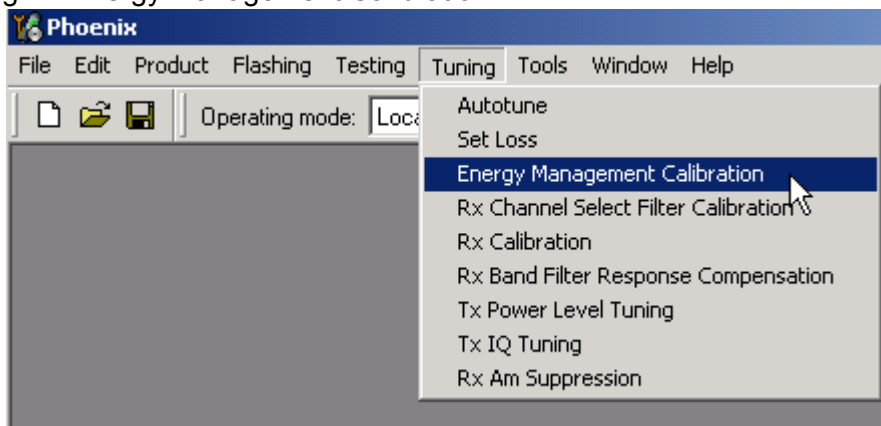 Phoenix
File Edit Product Flashing Testing Tuning Tools Window Help
Operating mode: Loca
Autotune
Set Loss
Energy Management Calibration
Rx Channel Select Filter Calibration
Rx Calibration
Rx Band Filter Response Compensation
Tx Power Level Tuning
Tx IQ Tuning
Rx Am Suppression